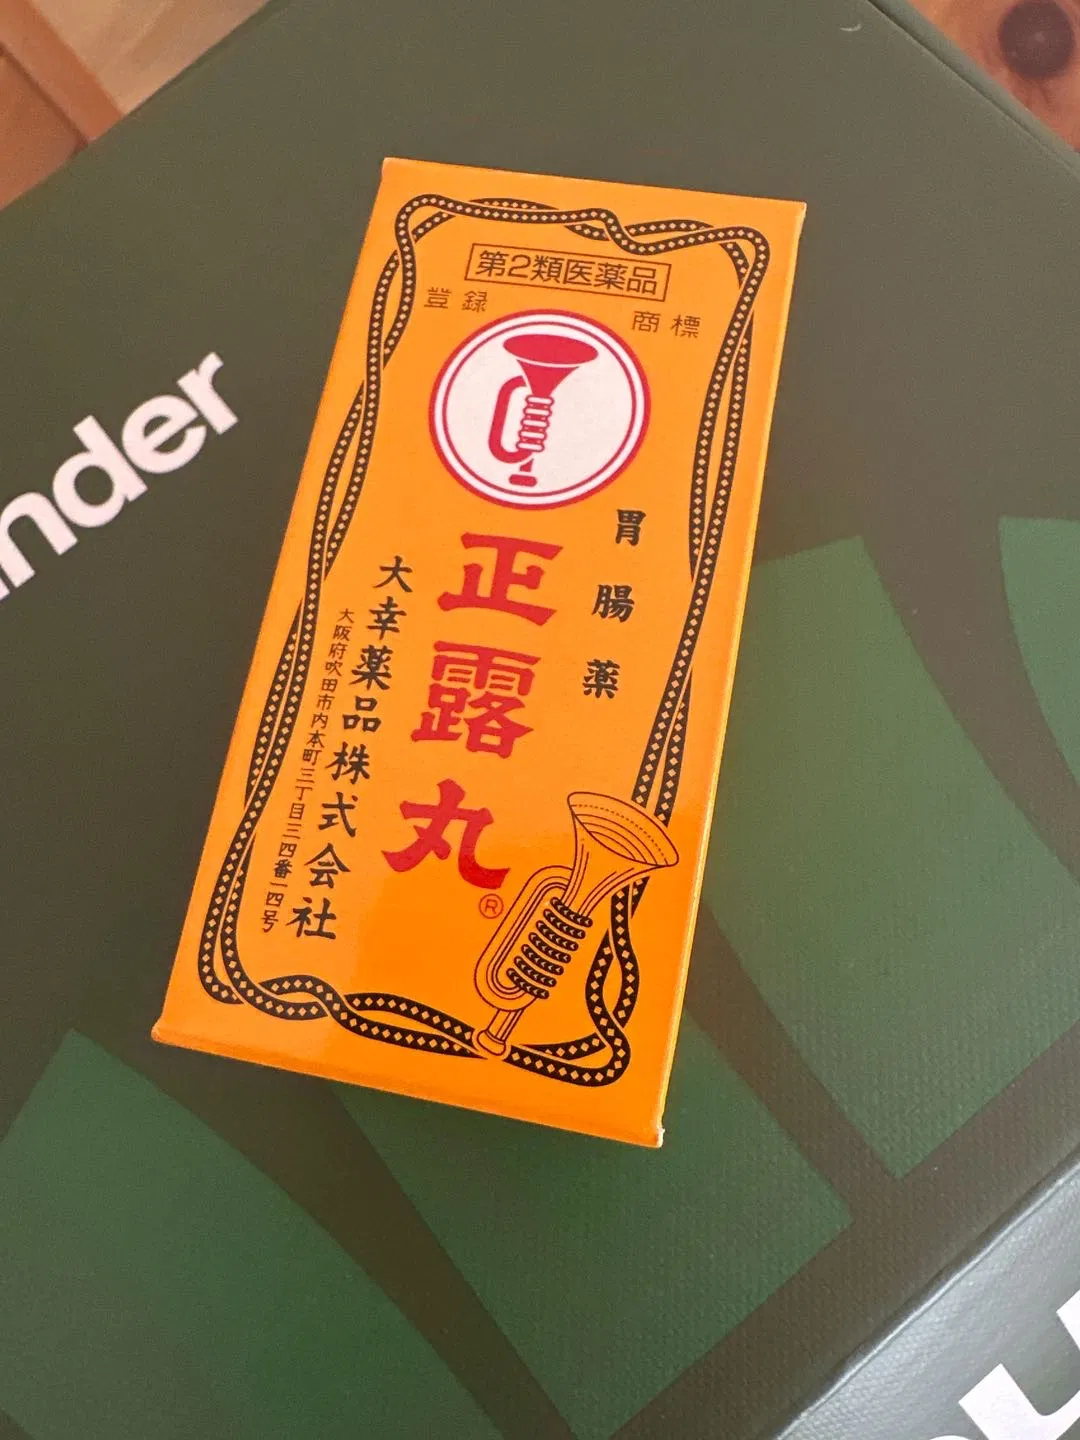 第2類医薬品
登録
商標
胃腸薬
正露丸
®
大幸薬品株式会社
大阪府吹田市内本町三丁目三四番一四号
nder